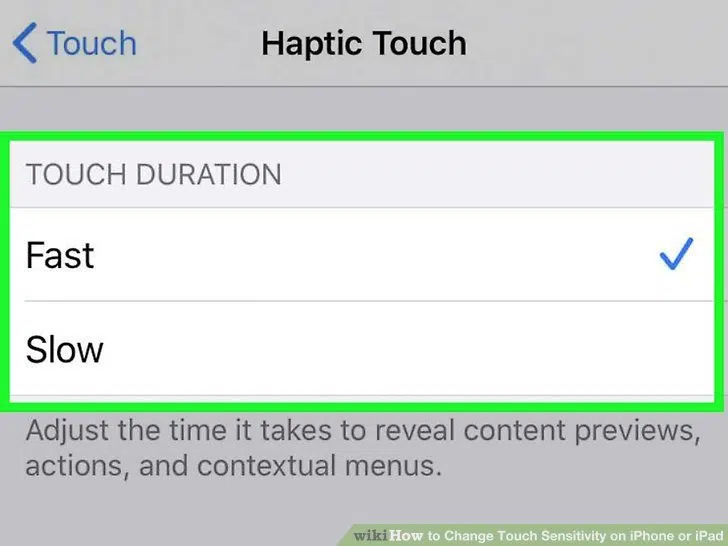 Touch
Haptic Touch
TOUCH DURATION
Fast
Slow
Adjust the time it takes to reveal content previews,
actions, and contextual menus.
wikiHow to Change Touch Sensitivity on iPhone or iPad